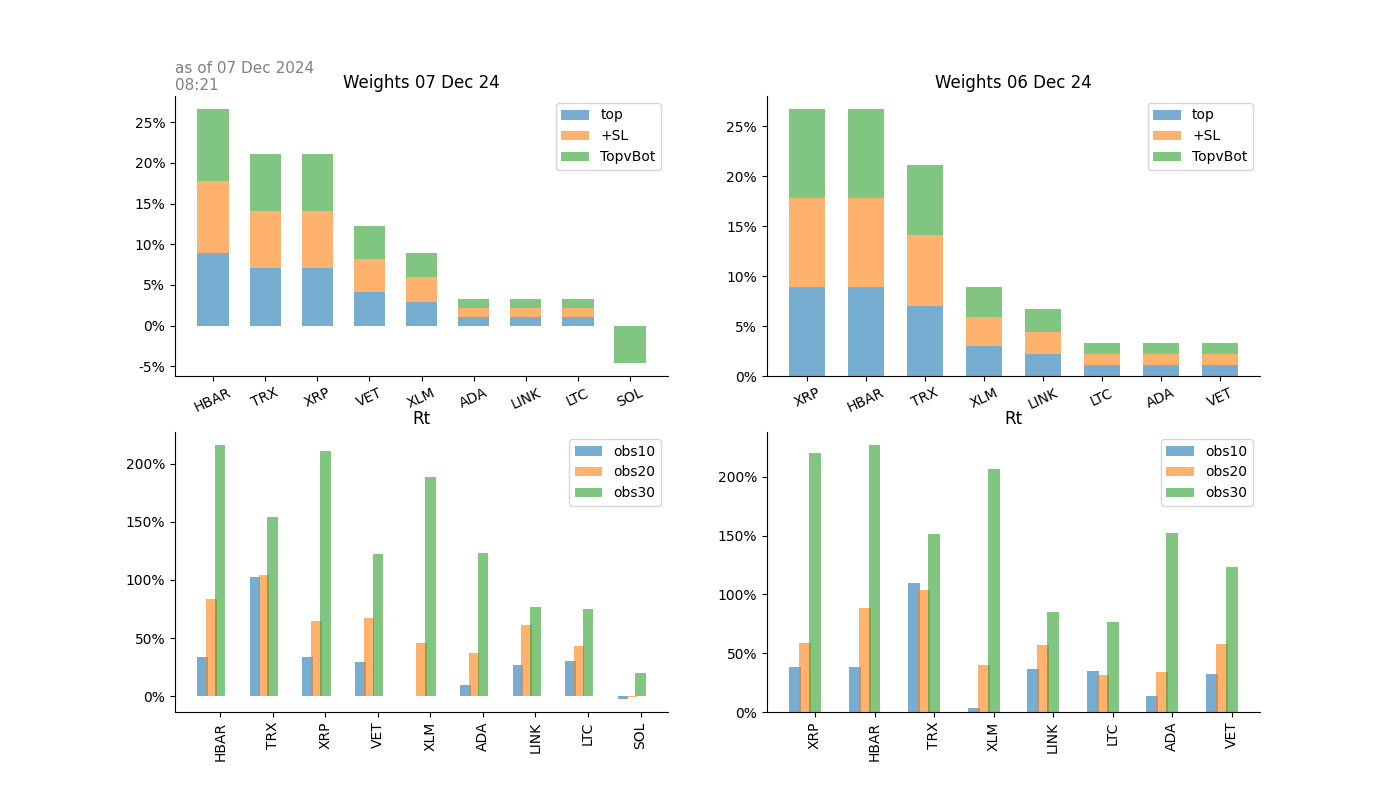 as of 07 Dec 2024
08:21
Weights 07 Dec 24
25%
20%
15%
10%
5%
0%
-5%
top
+SL
TopvBot
HBAR TRX XRP VET XLM ADA LINK LTC SOL
Weights 06 Dec 24
25%
20%
15%
10%
5%
0%
top
+SL
TopvBot
XRP HBAR TRX XLM LINK LTC ADA VET
Rt
200%
150%
100%
50%
0%
obs10
obs20
obs30
HBAR TRX XRP VET XLM ADA LINK LTC SOL
Rt
200%
150%
100%
50%
0%
obs10
obs20
obs30
XRP HBAR TRX XLM LINK LTC ADA VET